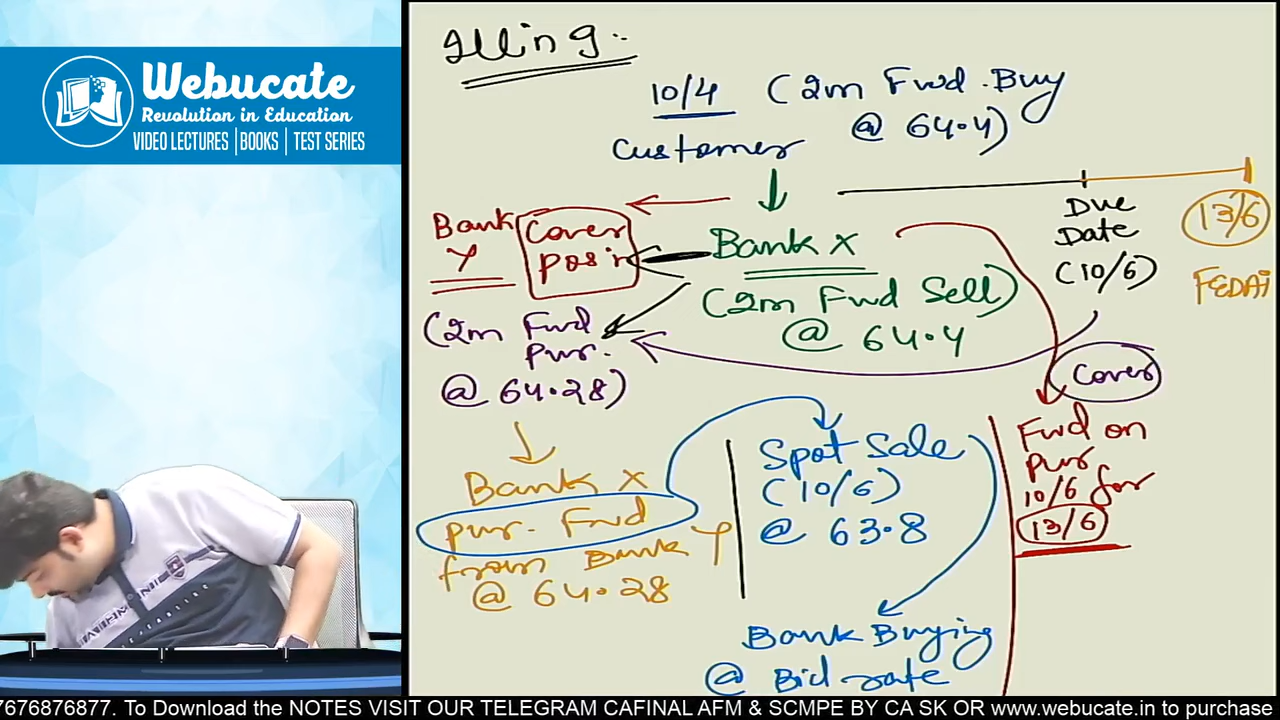 Webucate
Revolution in Education
VIDEO LECTURES | BOOKS | TEST SERIES
10/4 (2m Fwd. Buy
@ 64.4)
Customer
Bank Y
Cover
posn
Bank X
(2m Fwd Sell)
@ 64.4
Due
Date
(10/6)
13/6
FEDAI
(2m Fwd
pur.
@ 64.28)
Cover
Bank X
pur. Fwd
from Bank Y
@ 64.28
Spot Sale
(10/6)
@ 63.8
Bank Buying
@ Bid rate
Fwd on
pur
10/6 for
13/6
7676876877. To Download the NOTES VISIT OUR TELEGRAM CAFINAL AFM & SCMPE BY CA SK OR www.webucate.in to purchase